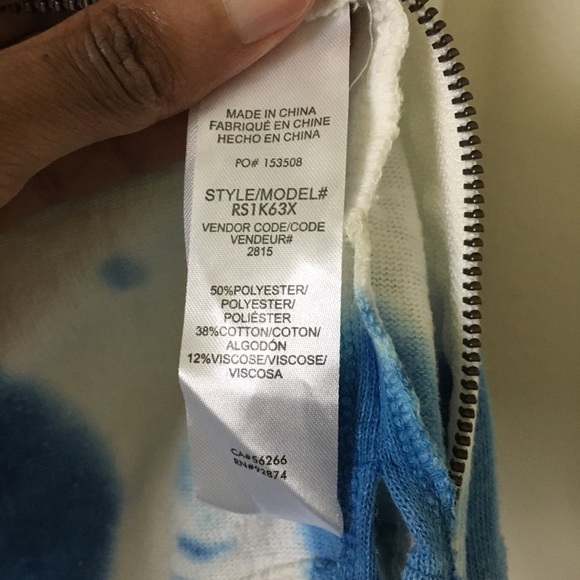 MADE IN CHINA
FABRIQUÉ EN CHINE
HECHO EN CHINA
PO# 153508
STYLE/MODEL#
RS1K63X
VENDOR CODE/CODE
VENDEUR#
2815
50%POLYESTER/
POLYESTER/
POLIÉSTER
38%COTTON/COTON/
ALGODÓN
12%VISCOSE/VISCOSE/
VISCOSA
CA#56266
RN#92874